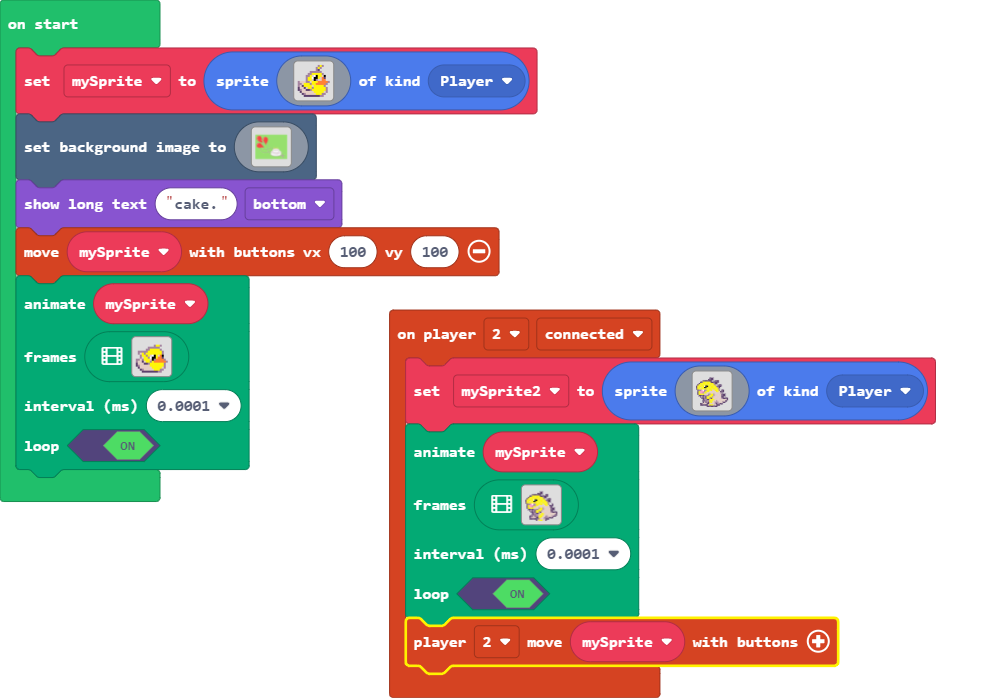 on start
set mySprite to sprite of kind Player
set background image to
show long text "cake." bottom
move mySprite with buttons vx 100 vy 100
animate mySprite
frames
interval (ms) 0.0001
loop ON
on player 2 connected
set mySprite2 to sprite of kind Player
animate mySprite
frames
interval (ms) 0.0001
loop ON
player 2 move mySprite with buttons